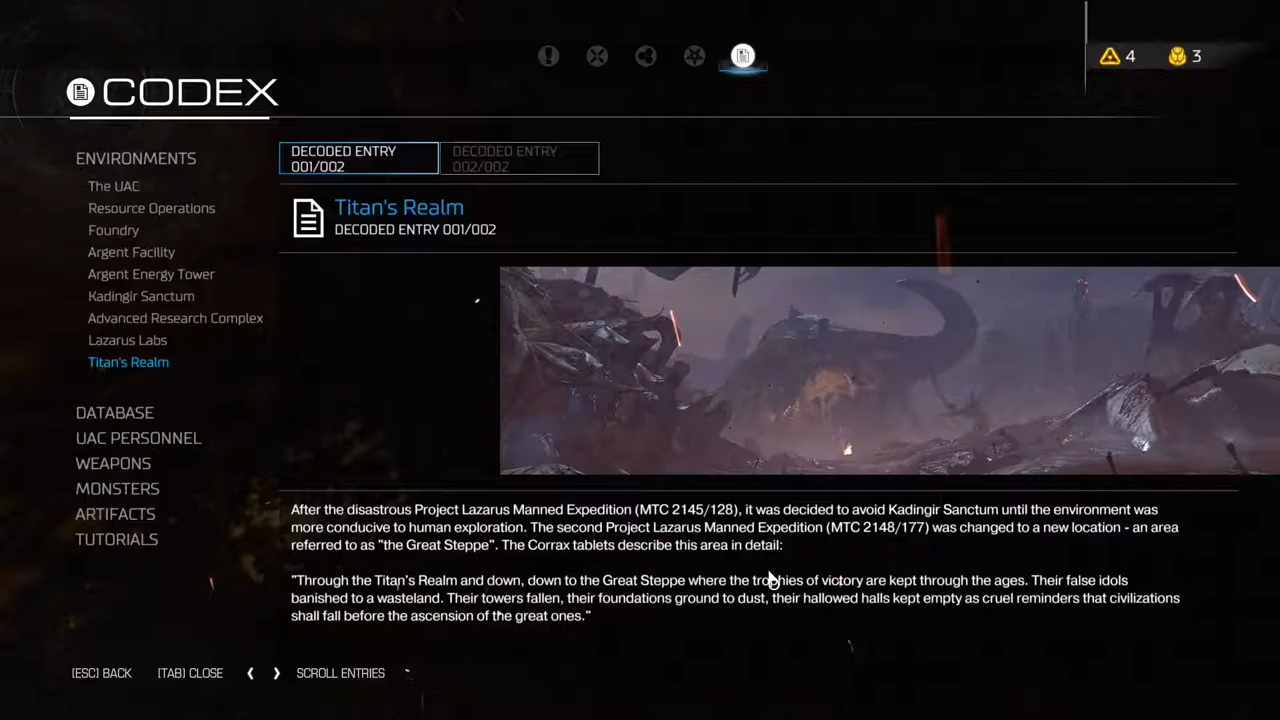 4
3
CODEX
ENVIRONMENTS
The UAC
Resource Operations
Foundry
Argent Facility
Argent Energy Tower
Kadingir Sanctum
Advanced Research Complex
Lazarus Labs
Titan's Realm
DATABASE
UAC PERSONNEL
WEAPONS
MONSTERS
ARTIFACTS
TUTORIALS
DECODED ENTRY
001/002
DECODED ENTRY
002/002
Titan's Realm
DECODED ENTRY 001/002
After the disastrous Project Lazarus Manned Expedition (MTC 2145/128), it was decided to avoid Kadingir Sanctum until the environment was
more conducive to human exploration. The second Project Lazarus Manned Expedition (MTC 2148/177) was changed to a new location - an area
referred to as "the Great Steppe". The Corrax tablets describe this area in detail:
"Through the Titan's Realm and down, down to the Great Steppe where the trophies of victory are kept through the ages. Their false idols
banished to a wasteland. Their towers fallen, their foundations ground to dust, their hallowed halls kept empty as cruel reminders that civilizations
shall fall before the ascension of the great ones."
[ESC] BACK [TAB] CLOSE ❮ ❯ SCROLL ENTRIES